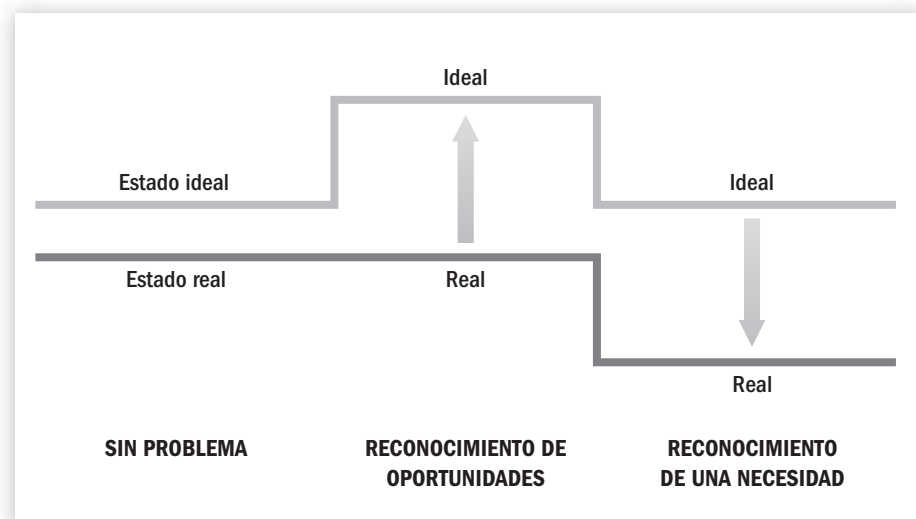 Ideal
Estado ideal
Ideal
Estado real
Real
Real
SIN PROBLEMA
RECONOCIMIENTO DE
OPORTUNIDADES
RECONOCIMIENTO
DE UNA NECESIDAD